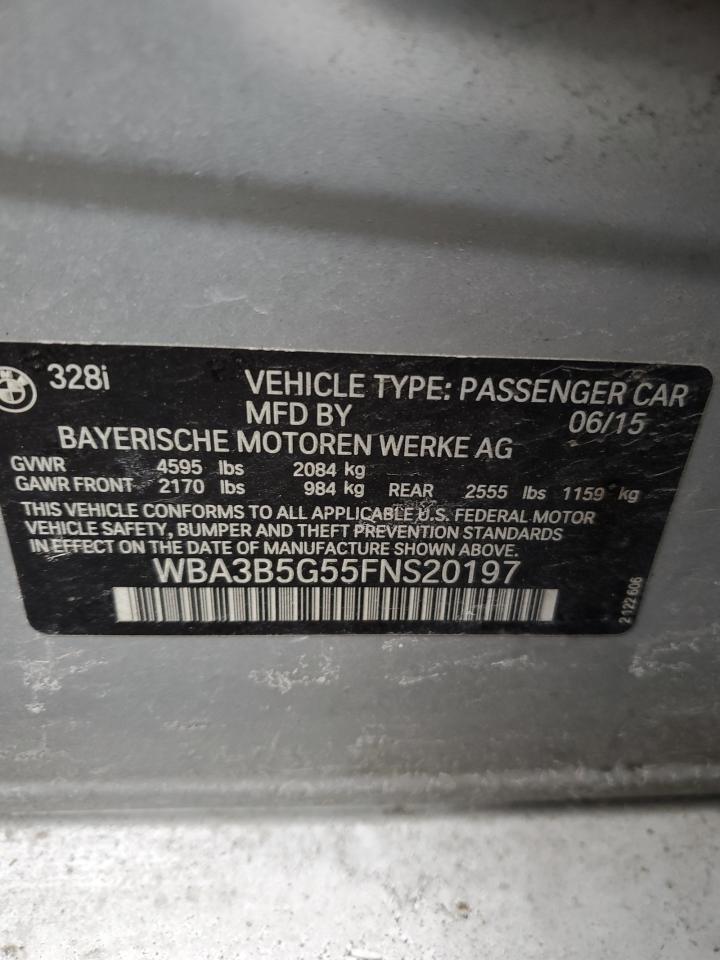 328i
VEHICLE TYPE: PASSENGER CAR
MFD BY 06/15
BAYERISCHE MOTOREN WERKE AG
GVWR 4595 lbs 2084 kg
GAWR FRONT 2170 lbs 984 kg REAR 2555 lbs 1159 kg
THIS VEHICLE CONFORMS TO ALL APPLICABLE U.S. FEDERAL MOTOR
VEHICLE SAFETY, BUMPER AND THEFT PREVENTION STANDARDS
IN EFFECT ON THE DATE OF MANUFACTURE SHOWN ABOVE.
WBA3B5G55FNS20197
2 122 606